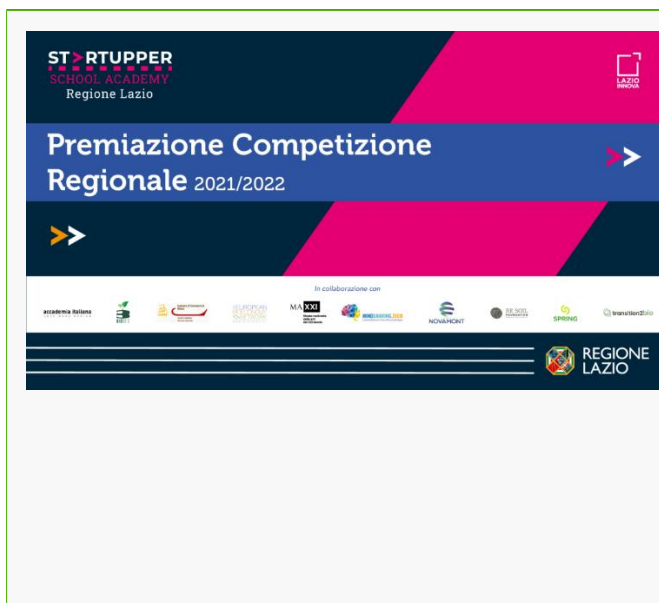 ST>RTUPPER
SCHOOL ACADEMY
Regione Lazio
LAZIO
INNOVA
Premiazione Competizione
Regionale 2021/2022
In collaborazione con
accademia italiana
MAXXI
NOVAMONT
SPRING
transition2bio
REGIONE
LAZIO